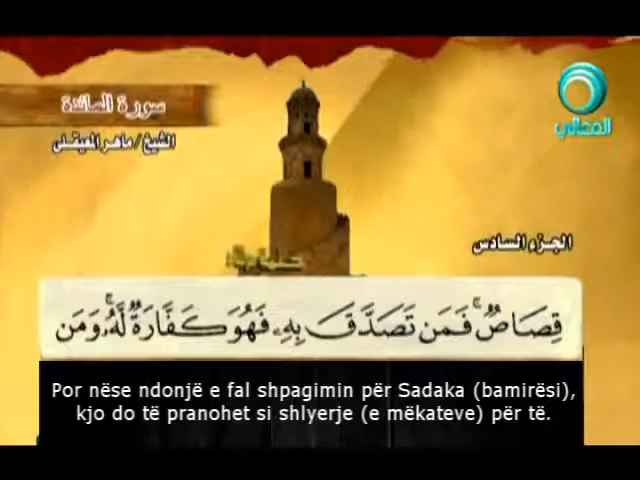 سورة المائدة
المعالي
الشيخ / ماهر المعيقلي
الجزء السادس
قِصَاصٌ ۚ فَمَن تَصَدَّقَ بِهِۦ فَهُوَ كَفَّارَةٌ لَّهُۥ ۚ وَمَن
Por nëse ndonjë e fal shpagimin për Sadaka (bamirësi),
kjo do të pranohet si shlyerje (e mëkateve) për të.